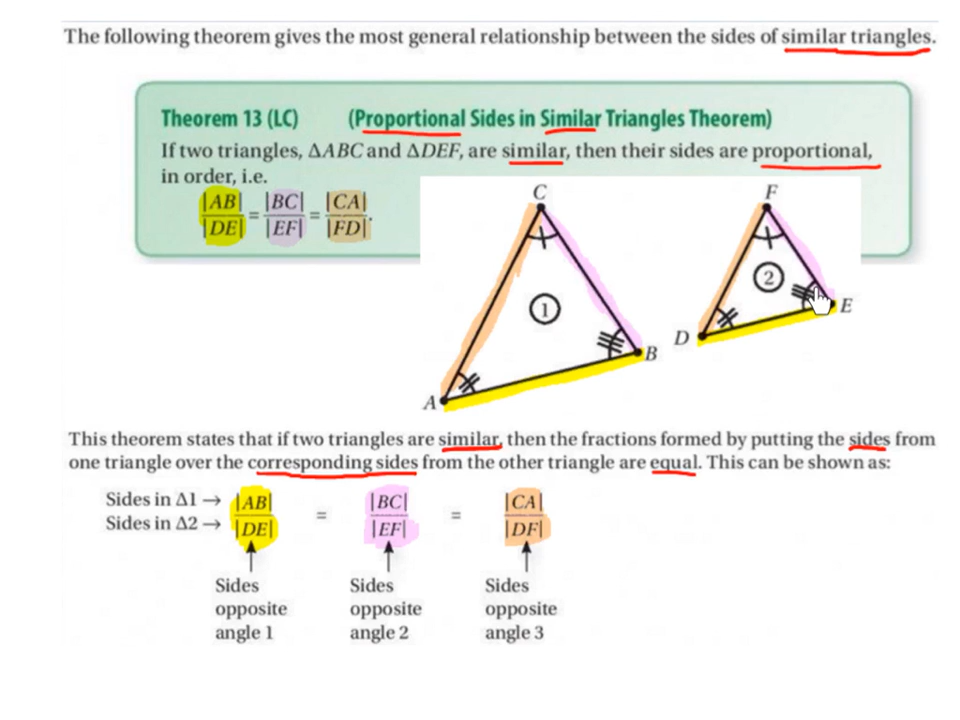 The following theorem gives the most general relationship between the sides of similar triangles.
Theorem 13 (LC) (Proportional Sides in Similar Triangles Theorem)
If two triangles, ΔABC and ΔDEF, are similar, then their sides are proportional,
in order, i.e.
|AB| / |DE| = |BC| / |EF| = |CA| / |FD|.
C
F
1
2
E
D
B
A
This theorem states that if two triangles are similar, then the fractions formed by putting the sides from
one triangle over the corresponding sides from the other triangle are equal. This can be shown as:
Sides in Δ1 → |AB| = |BC| = |CA|
Sides in Δ2 → |DE| |EF| |DF|
Sides Sides Sides
opposite opposite opposite
angle 1 angle 2 angle 3